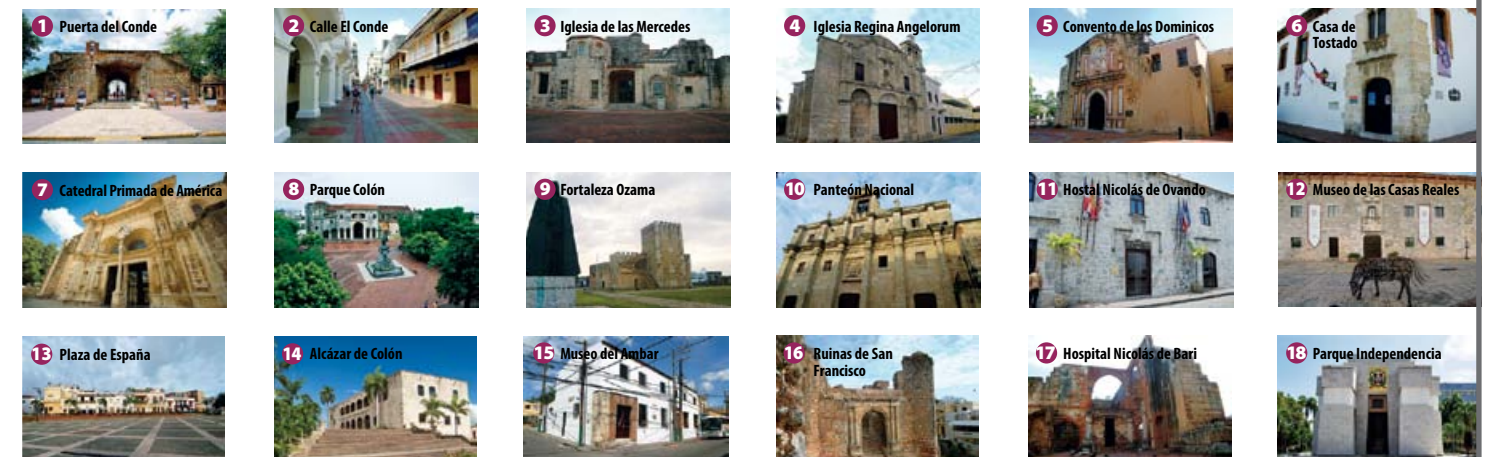 1 Puerta del Conde
2 Calle El Conde
3 Iglesia de las Mercedes
4 Iglesia Regina Angelorum
5 Convento de los Dominicos
6 Casa de
Tostado
7 Catedral Primada de América
8 Parque Colón
9 Fortaleza Ozama
10 Panteón Nacional
11 Hostal Nicolás de Ovando
12 Museo de las Casas Reales
13 Plaza de España
14 Alcázar de Colón
15 Museo del Ambar
16 Ruinas de San
Francisco
17 Hospital Nicolás de Bari
18 Parque Independencia